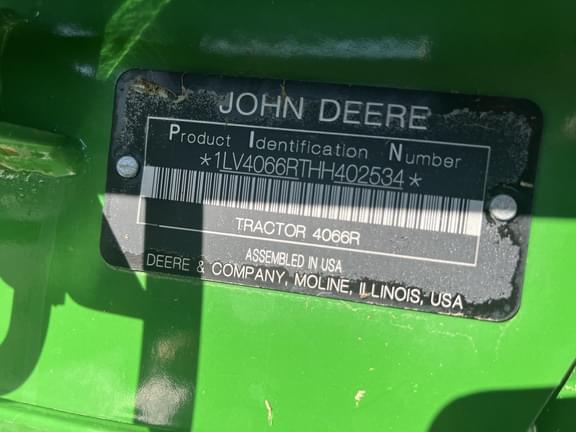 JOHN DEERE
Product Identification Number
*1LV4066RTHH402534*
TRACTOR 4066R
ASSEMBLED IN USA
DEERE & COMPANY, MOLINE, ILLINOIS, USA